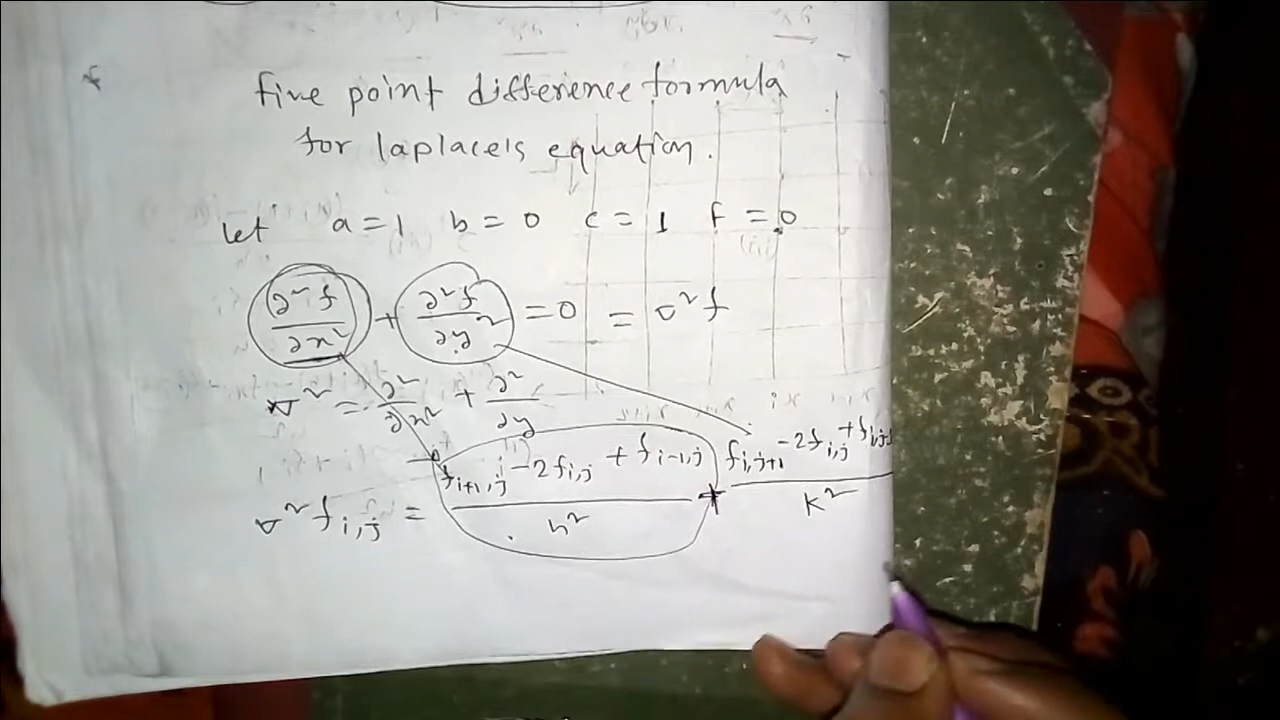 five point difference formula
for laplace's equation.
let a = 1 b = 0 c = 1 f = 0
∂²f/∂x² + ∂²f/∂y² = 0 = ∇²f
∇² = ∂²/∂x² + ∂²/∂y
∇²f_{i,j} = (f_{i+1,j} - 2f_{i,j} + f_{i-1,j})/h² + (f_{i,j+1} - 2f_{i,j} + f_{i,j-1})/k²